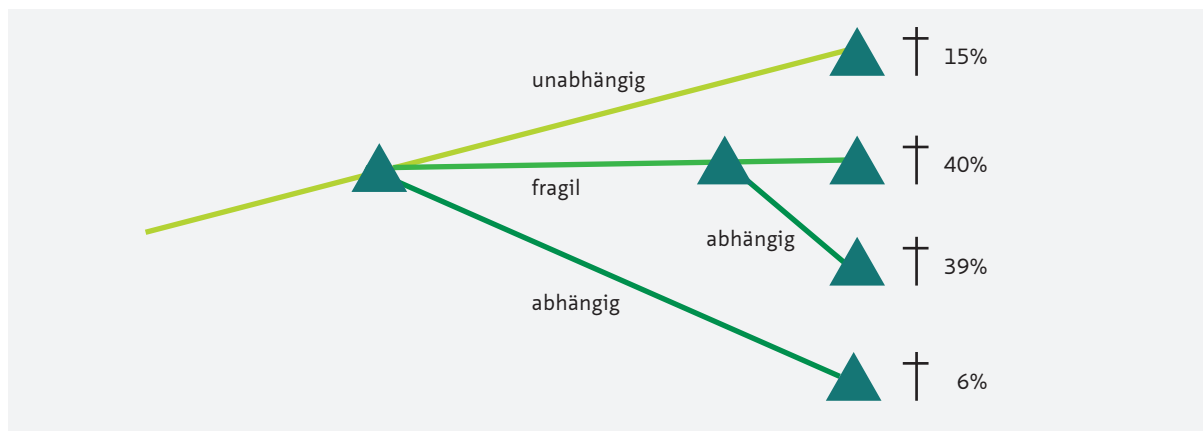 unabhängig
† 15%
fragil
† 40%
abhängig
† 39%
abhängig
† 6%